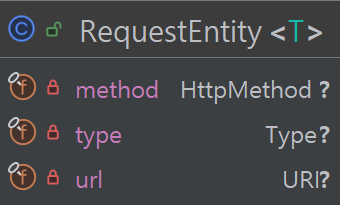 C RequestEntity <T>
f method HttpMethod ?
f type Type?
f url URI?